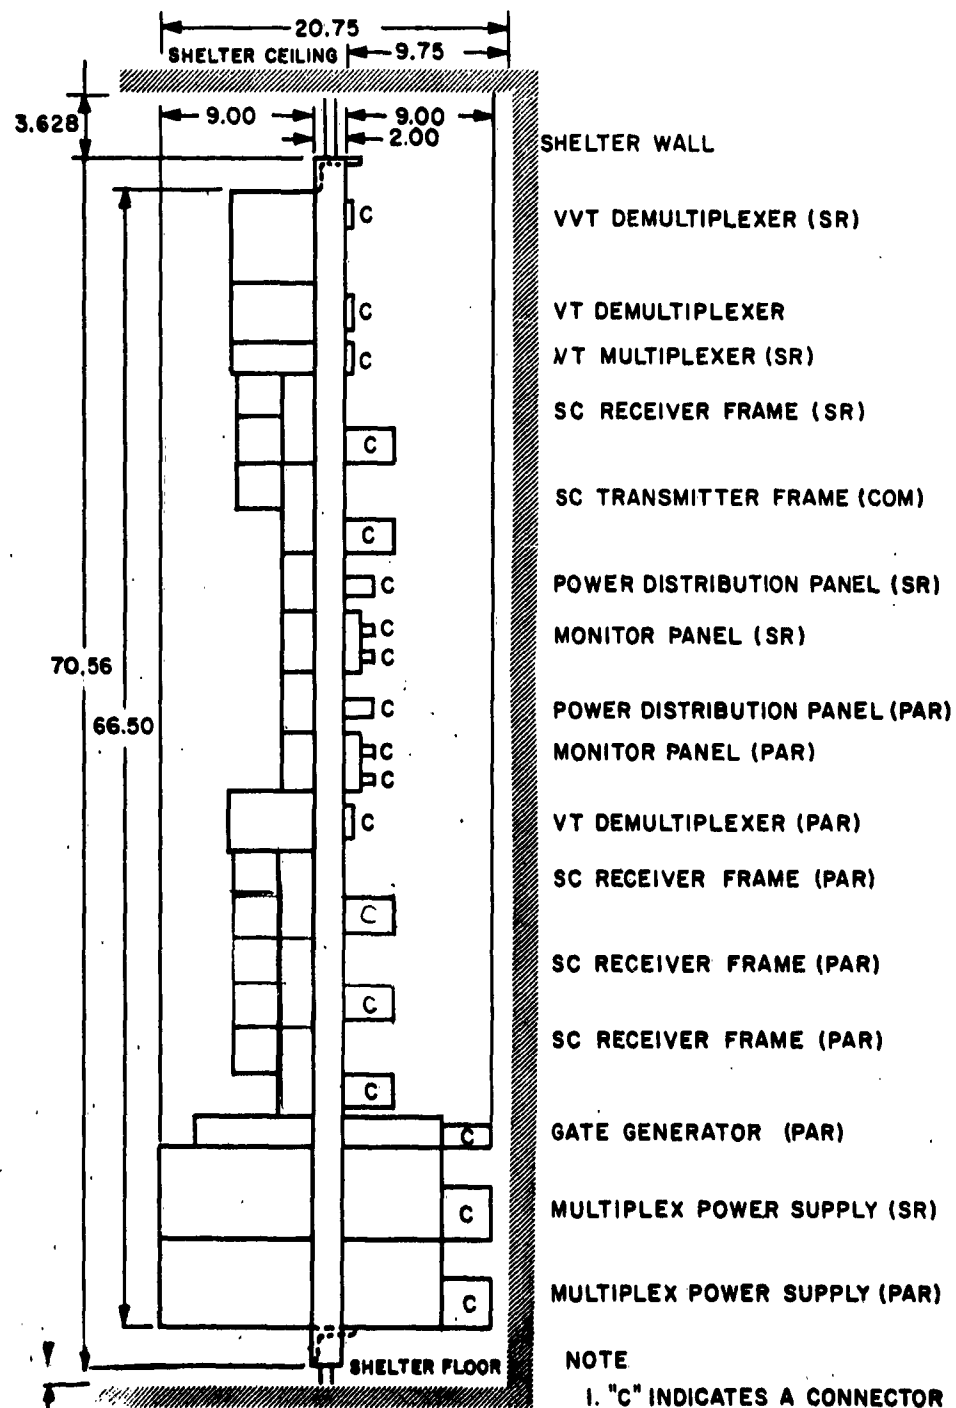 20.75
SHELTER CEILING
9.75
3.628
9.00
9.00
2.00
SHELTER WALL
C
VVT DEMULTIPLEXER (SR)
C
VT DEMULTIPLEXER
C
VT MULTIPLEXER (SR)
SC RECEIVER FRAME (SR)
C
SC TRANSMITTER FRAME (COM)
C
C
POWER DISTRIBUTION PANEL (SR)
C
MONITOR PANEL (SR)
C
70.56
66.50
C
POWER DISTRIBUTION PANEL (PAR)
C
MONITOR PANEL (PAR)
C
C
VT DEMULTIPLEXER (PAR)
SC RECEIVER FRAME (PAR)
C
SC RECEIVER FRAME (PAR)
C
SC RECEIVER FRAME (PAR)
C
C
GATE GENERATOR (PAR)
C
MULTIPLEX POWER SUPPLY (SR)
C
MULTIPLEX POWER SUPPLY (PAR)
SHELTER FLOOR
NOTE
1. "C" INDICATES A CONNECTOR